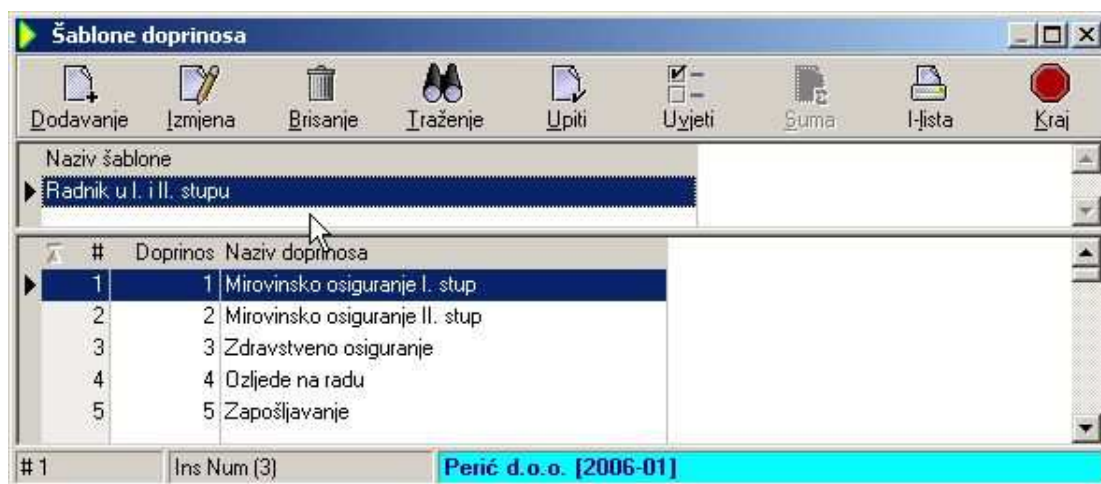 Šablone doprinosa
Dodavanje Izmjena Brisanje Traženje Upiti Uvjeti Suma I-lista Kraj
Naziv šablone
Radnik u I. i II. stupu
# Doprinos Naziv doprinosa
1 1 Mirovinsko osiguranje I. stup
2 2 Mirovinsko osiguranje II. stup
3 3 Zdravstveno osiguranje
4 4 Ozljede na radu
5 5 Zapošljavanje
# 1 Ins Num (3) Perić d.o.o. [2006-01]